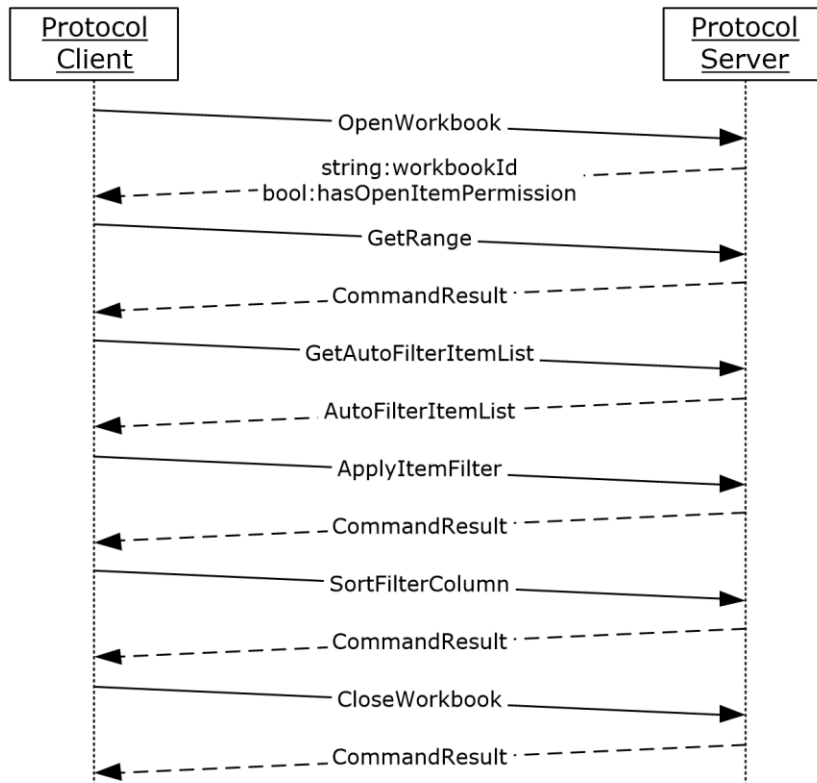 Protocol
Client
Protocol
Server
OpenWorkbook
string:workbookId
bool:hasOpenItemPermission
GetRange
CommandResult
GetAutoFilterItemList
AutoFilterItemList
ApplyItemFilter
CommandResult
SortFilterColumn
CommandResult
CloseWorkbook
CommandResult